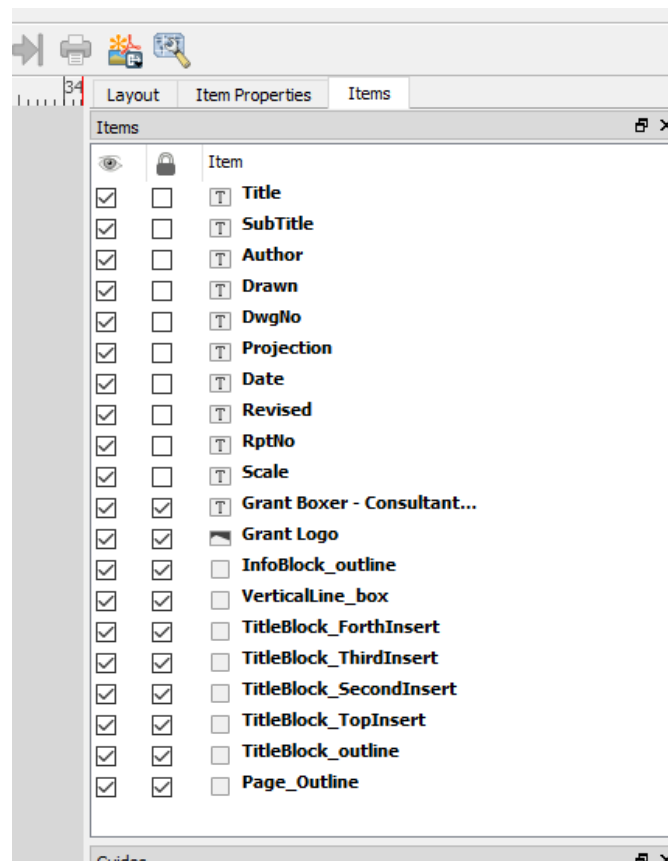 34
Layout Item Properties Items
Items
Item
Title
SubTitle
Author
Drawn
DwgNo
Projection
Date
Revised
RptNo
Scale
Grant Boxer - Consultant...
Grant Logo
InfoBlock_outline
VerticalLine_box
TitleBlock_ForthInsert
TitleBlock_ThirdInsert
TitleBlock_SecondInsert
TitleBlock_TopInsert
TitleBlock_outline
Page_Outline